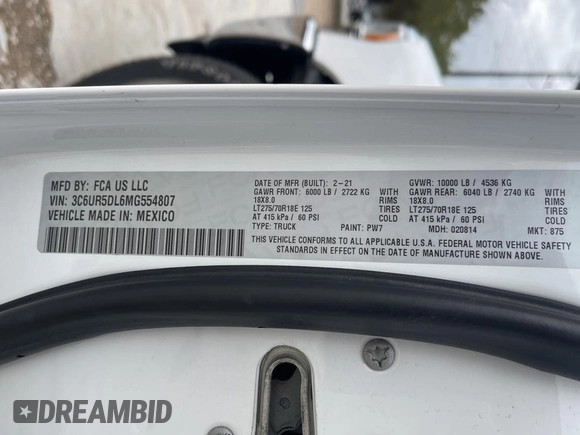 MFD BY: FCA US LLC
VIN: 3C6UR5DL6MG554807
VEHICLE MADE IN: MEXICO
DATE OF MFR (BUILT): 2-21
GAWR FRONT: 6000 LB / 2722 KG
18X8.0 RIMS
LT275/70R18E 125 TIRES
AT 415 kPa / 60 PSI
TYPE: TRUCK
PAINT: PW7
GVWR: 10000 LB / 4536 KG
GAWR REAR: 6040 LB / 2740 KG
18X8.0 RIMS
LT275/70R18E 125 TIRES
AT 415 kPa / 60 PSI
MDH: 020814
MKT: 875
THIS VEHICLE CONFORMS TO ALL APPLICABLE U.S.A. FEDERAL MOTOR VEHICLE SAFETY
STANDARDS IN EFFECT ON THE DATE OF MANUFACTURE SHOWN ABOVE.
DREAMBID